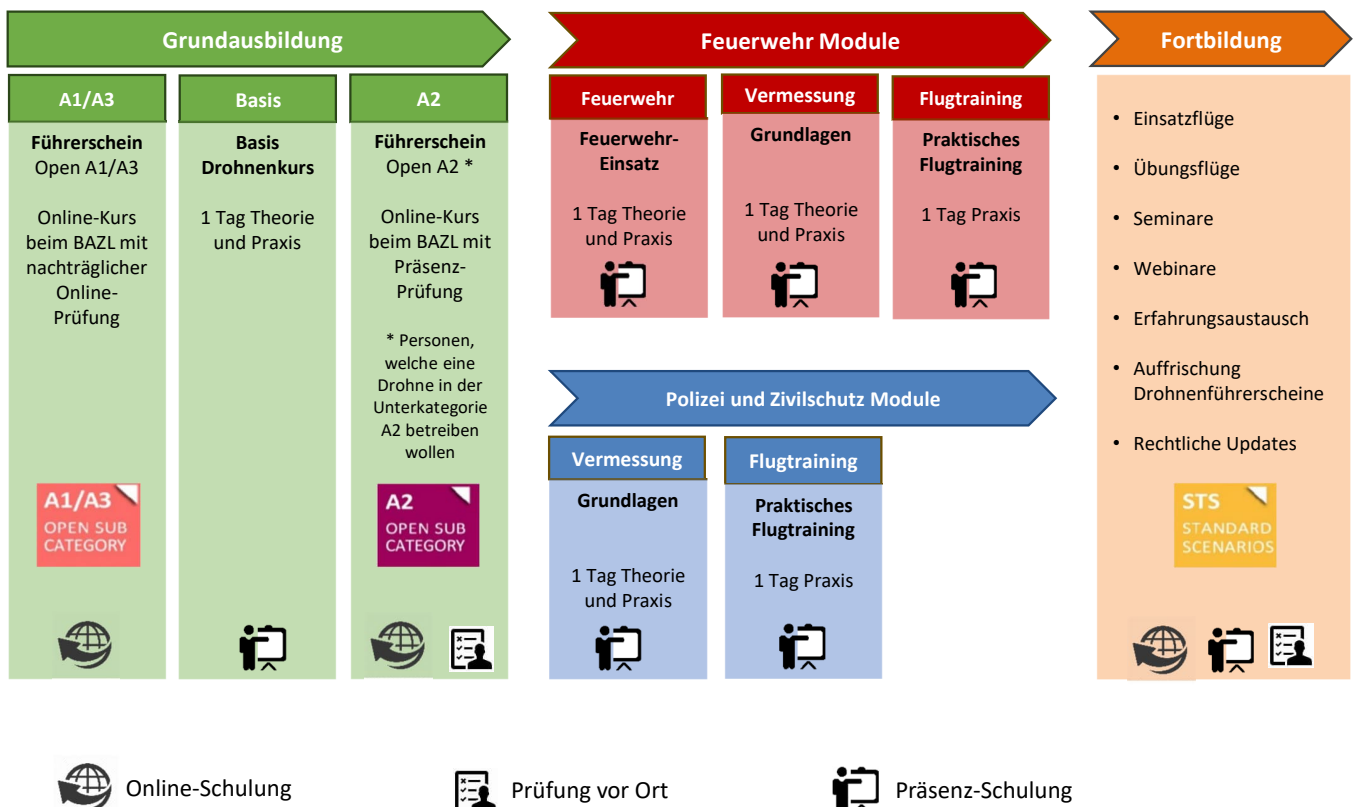 Grundausbildung
A1/A3
Führerschein
Open A1/A3
Online-Kurs
beim BAZL mit
nachträglicher
Online-
Prüfung
A1/A3
OPEN SUB
CATEGORY
Basis
Basis
Drohnenkurs
1 Tag Theorie
und Praxis
A2
Führerschein
Open A2 *
Online-Kurs
beim BAZL mit
Präsenz-
Prüfung
* Personen,
welche eine
Drohne in der
Unterkategorie
A2 betreiben
wollen
A2
OPEN SUB
CATEGORY
Feuerwehr Module
Feuerwehr
Feuerwehr-
Einsatz
1 Tag Theorie
und Praxis
Vermessung
Grundlagen
1 Tag Theorie
und Praxis
Flugtraining
Praktisches
Flugtraining
1 Tag Praxis
Polizei und Zivilschutz Module
Vermessung
Grundlagen
1 Tag Theorie
und Praxis
Flugtraining
Praktisches
Flugtraining
1 Tag Praxis
Fortbildung
• Einsatzflüge
• Übungsflüge
• Seminare
• Webinare
• Erfahrungsaustausch
• Auffrischung
Drohnenführerscheine
• Rechtliche Updates
STS
STANDARD
SCENARIOS
Online-Schulung
Prüfung vor Ort
Präsenz-Schulung